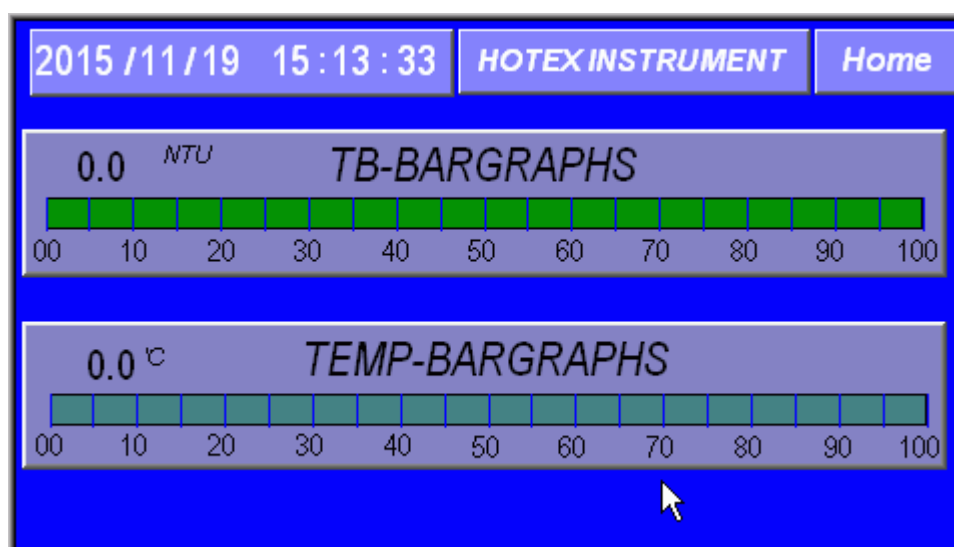 2015/11/19 15:13:33 HOTEX INSTRUMENT Home
0.0 NTU TB-BARGRAPHS
00 10 20 30 40 50 60 70 80 90 100
0.0 °C TEMP-BARGRAPHS
00 10 20 30 40 50 60 70 80 90 100